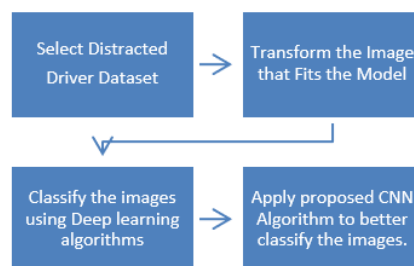 Select Distracted
Driver Dataset
Transform the Image
that Fits the Model
Classify the images
using Deep learning
algorithms
Apply proposed CNN
Algorithm to better
classify the images.